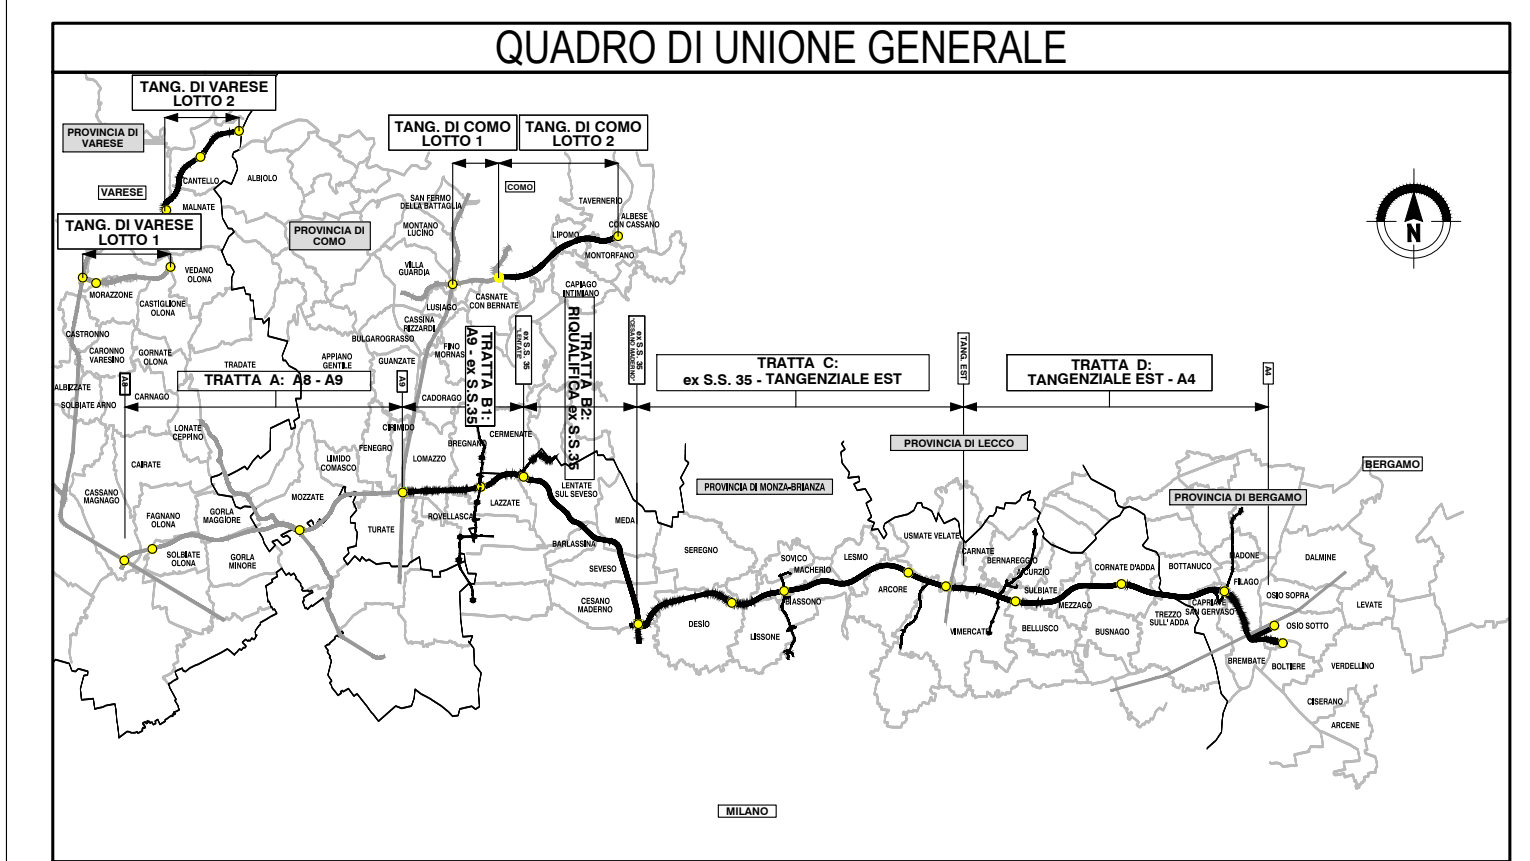 QUADRO DI UNIONE GENERALE
TANG. DI VARESE
LOTTO 2
PROVINCIA DI
VARESE
TANG. DI COMO
LOTTO 1
TANG. DI COMO
LOTTO 2
CANTELLO
ALBIOLO
VARESE
MALNATE
COMO
SAN FERMO
DELLA BATTAGLIA
TAVERNERIO
ALBESE
CON CASSANO
TANG. DI VARESE
LOTTO 1
PROVINCIA DI
COMO
MONTANO
LUCINO
LIPOMO
MONTORFANO
N
VEDANO
OLONA
VILLA
GUARDIA
MORAZZONE
CASTIGLIONE
OLONA
LUSIAGO
CASNATE
CON BERNATE
CAPIAGO
INTIMIANO
CASTRONNO
CASSINA
RIZZARDI
BULGAROGRASSO
FINO
MORNAS
CARONNO
VARESINO
GORNATE
OLONA
TRADATE
APPIANO
GENTILE
GUANZATE
TRATTA B1:
A9 - ex S.S.35
ex S.S. 35
"LENTATE"
TRATTA B2:
RIQUALIFICA ex S.S.35
ex S.S. 35
"CESANO MADERNO"
TRATTA C:
ex S.S. 35 - TANGENZIALE EST
TANG. EST
TRATTA D:
TANGENZIALE EST - A4
A4
ALBIZZATE
A8
TRATTA A: A8 - A9
A9
SOLBIATE ARNO
CARNAGO
CADORAGO
LONATE
CEPPINO
CIRIMIDO
FENEGRO
BREGNANO
CERMENATE
PROVINCIA DI LECCO
CAIRATE
LIMIDO
COMASCO
LOMAZZO
BERGAMO
CASSANO
MAGNAGO
MOZZATE
LENTATE
SUL SEVESO
PROVINCIA DI MONZA-BRIANZA
PROVINCIA DI BERGAMO
LAZZATE
FAGNANO
OLONA
GORLA
MAGGIORE
TURATE
ROVELLASCA
MEDA
USMATE VELATE
BARLASSINA
SEREGNO
SOVICO
LESMO
CARNATE
BERNAREGGIO
SOLBIATE
OLONA
GORLA
MINORE
SEVESO
MACHERIO
AICURZIO
CORNATE D'ADDA
BOTTANUCO
MADONE
DALMINE
FILAGO
ARCORE
SULBIATE
OSIO SOPRA
CESANO
MADERNO
BIASSONO
MEZZAGO
CAPRIATE
SAN GERVASO
LEVATE
TREZZO
SULL' ADDA
DESIO
LISSONE
VIMERCATE
BELLUSCO
BUSNAGO
OSIO SOTTO
BREMBATE
BOLTIERE
VERDELLINO
CISERANO
ARCENE
MILANO